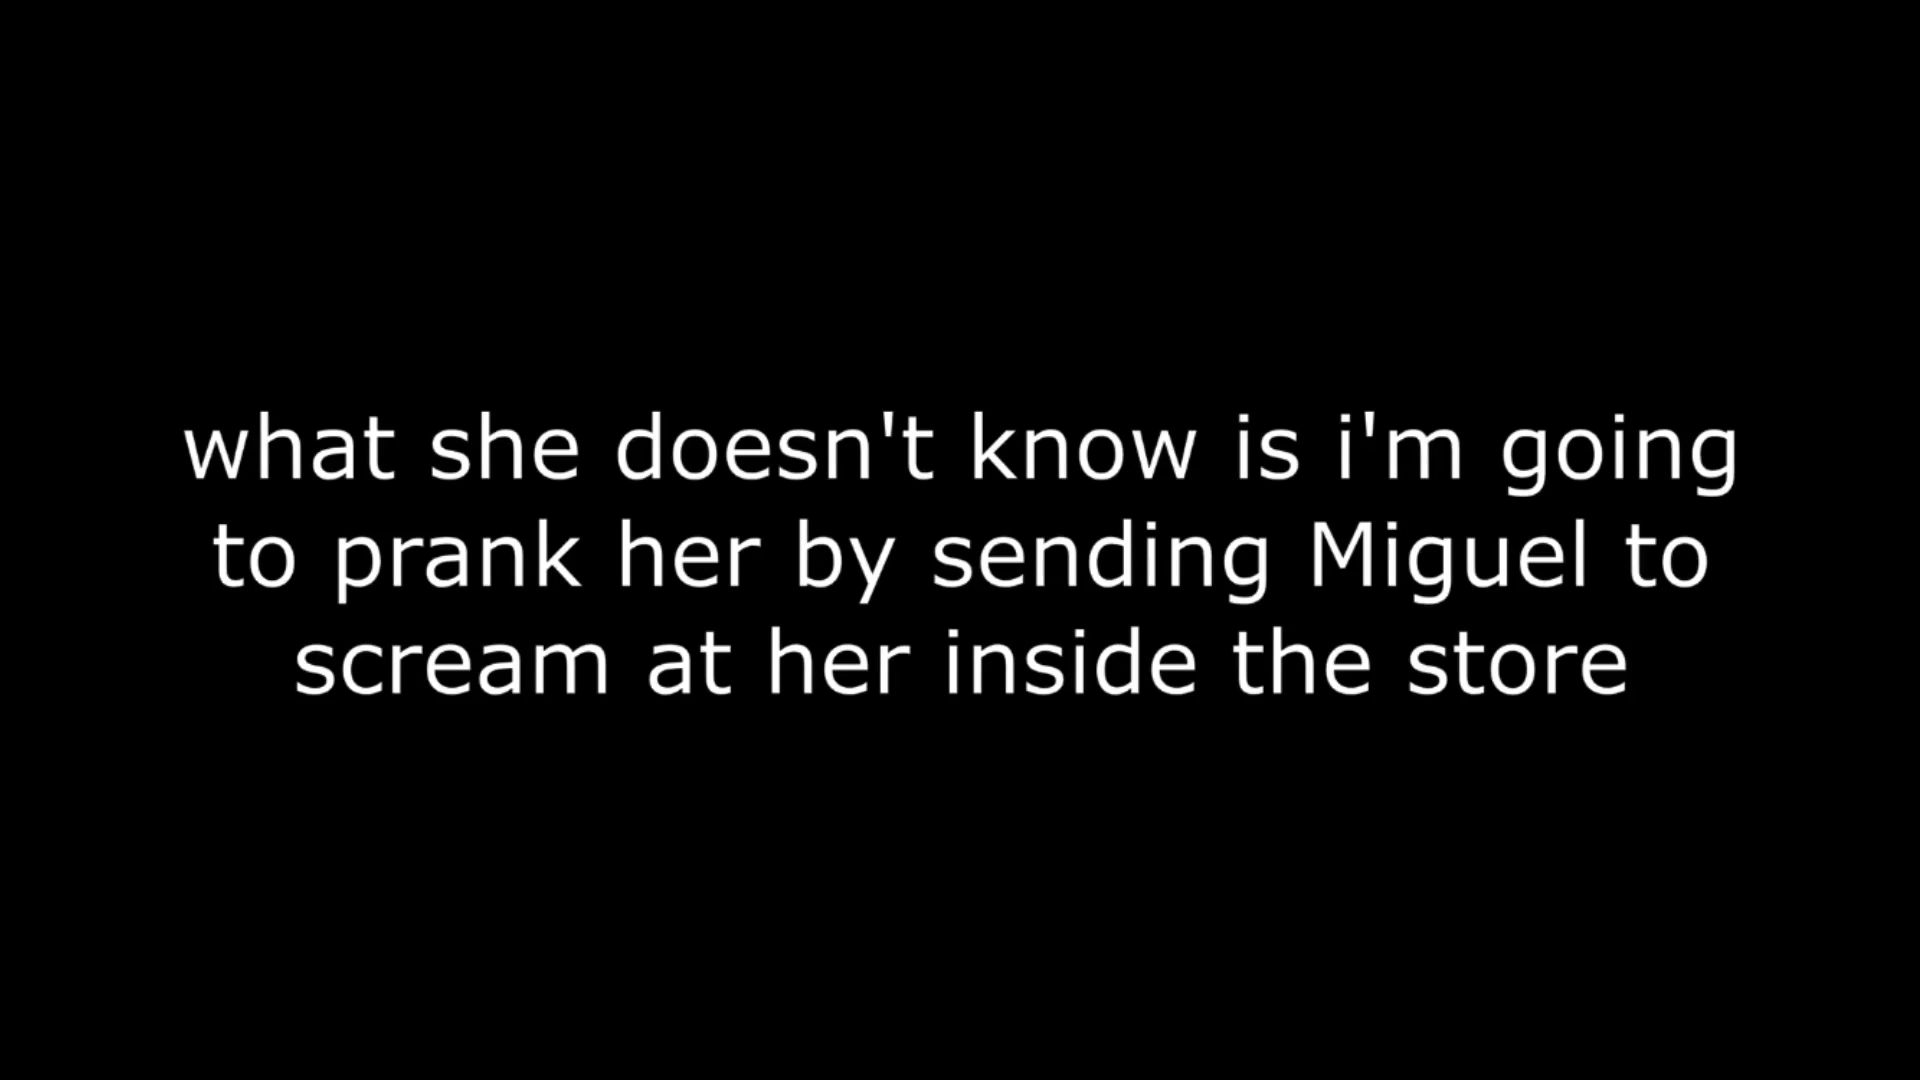 what she doesn't know is i'm going
to prank her by sending Miguel to
scream at her inside the store